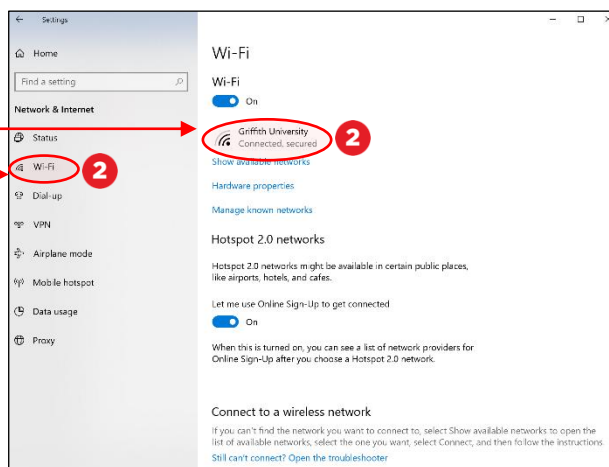 Settings
Home
Find a setting
Network & Internet
Status
Wi-Fi
2
Dial-up
VPN
Airplane mode
Mobile hotspot
Data usage
Proxy
Wi-Fi
Wi-Fi
On
Griffith University
Connected, secured
2
Show available networks
Hardware properties
Manage known networks
Hotspot 2.0 networks
Hotspot 2.0 networks might be available in certain public places,
like airports, hotels, and cafes.
Let me use Online Sign-Up to get connected
On
When this is turned on, you can see a list of network providers for
Online Sign-Up after you choose a Hotspot 2.0 network.
Connect to a wireless network
If you can't find the network you want to connect to, select Show available networks to open the
list of available networks, select the one you want, select Connect, and then follow the instructions.
Still can't connect? Open the troubleshooter